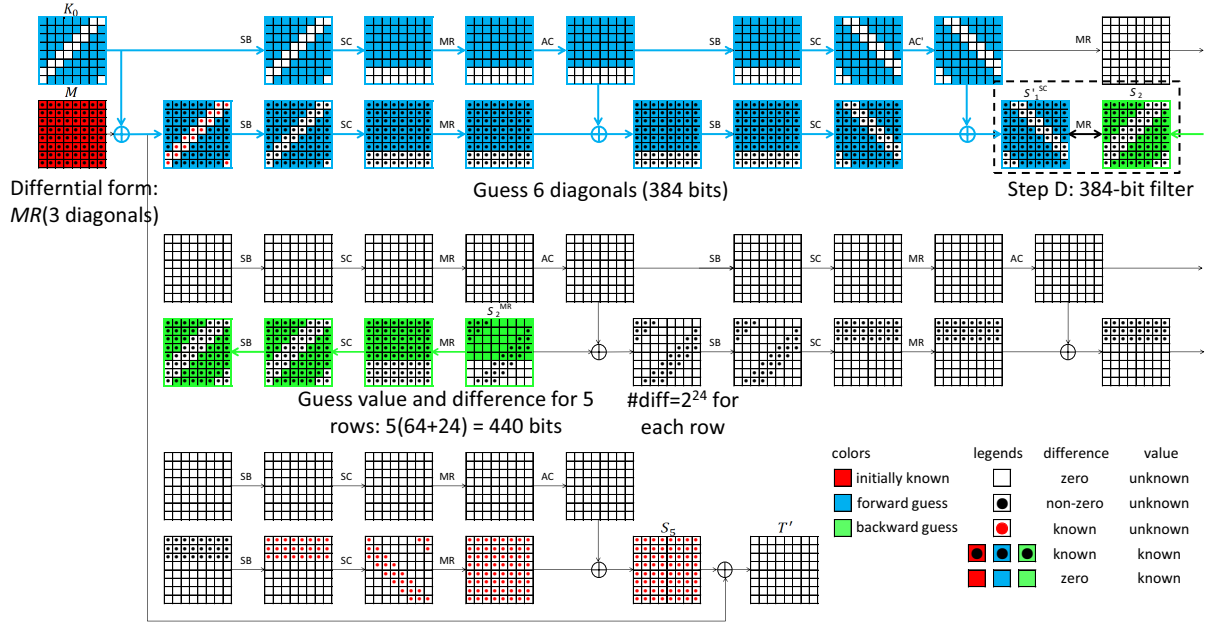 K₀
SB SC MR AC SB SC AC' MR
M
S'₁ˢᶜ S₂
SB SC MR SB SC MR
Differntial form:
MR(3 diagonals)
Guess 6 diagonals (384 bits)
Step D: 384-bit filter
SB SC MR AC SB SC MR AC
S₂ᴹᴿ
SB SC MR SB SC MR
Guess value and difference for 5
rows: 5(64+24) = 440 bits
#diff=2²⁴ for
each row
SB SC MR AC
S₅ T'
SB SC MR
colors legends difference value
initially known zero unknown
forward guess non-zero unknown
backward guess known unknown
known known
zero known